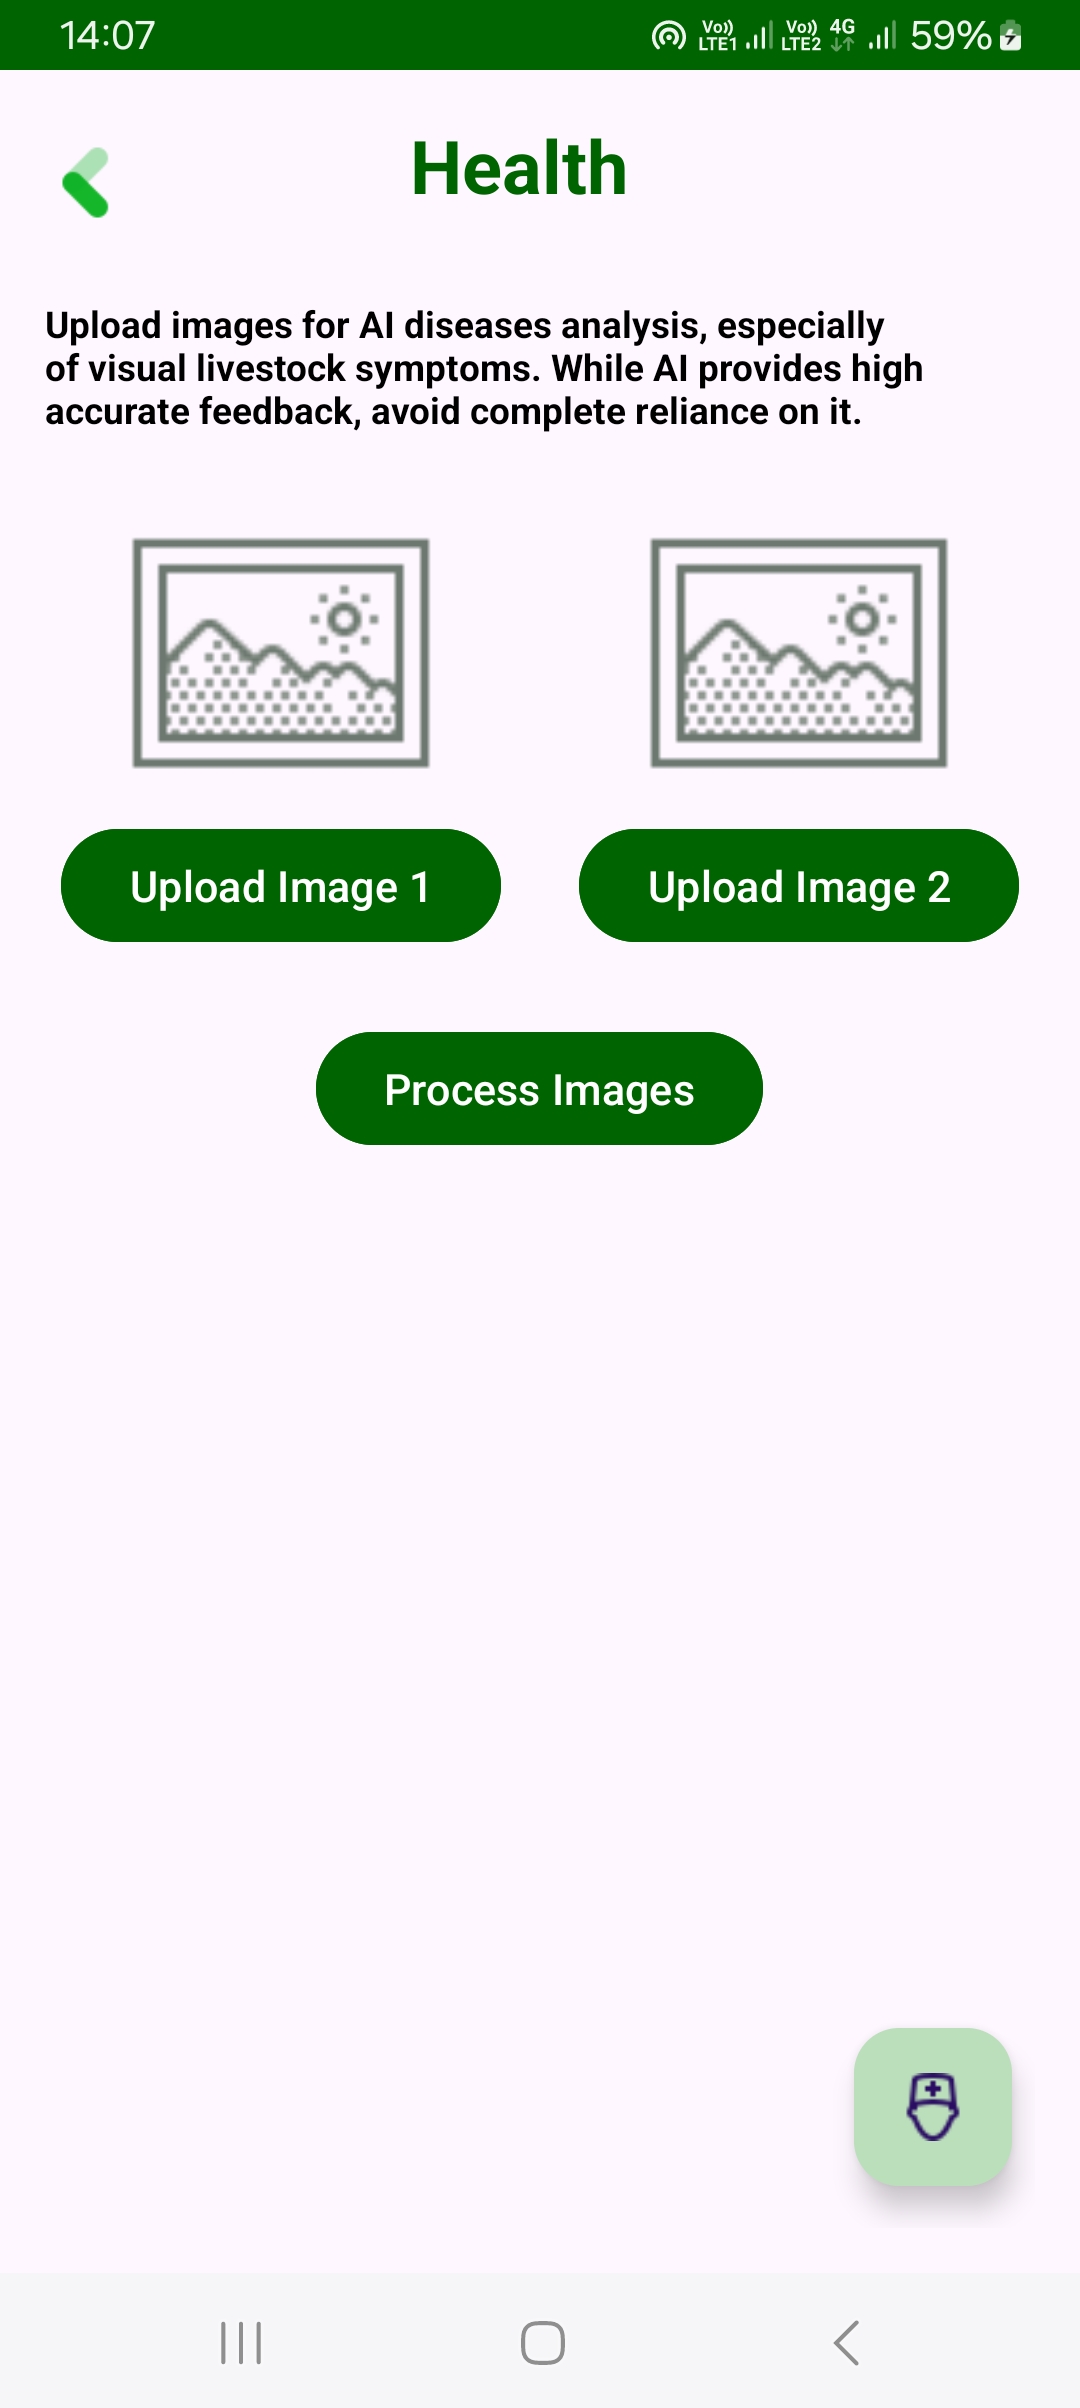 14:07
Vo)) LTE1 Vo)) LTE2 4G 59%
Health
Upload images for AI diseases analysis, especially
of visual livestock symptoms. While AI provides high
accurate feedback, avoid complete reliance on it.
Upload Image 1
Upload Image 2
Process Images